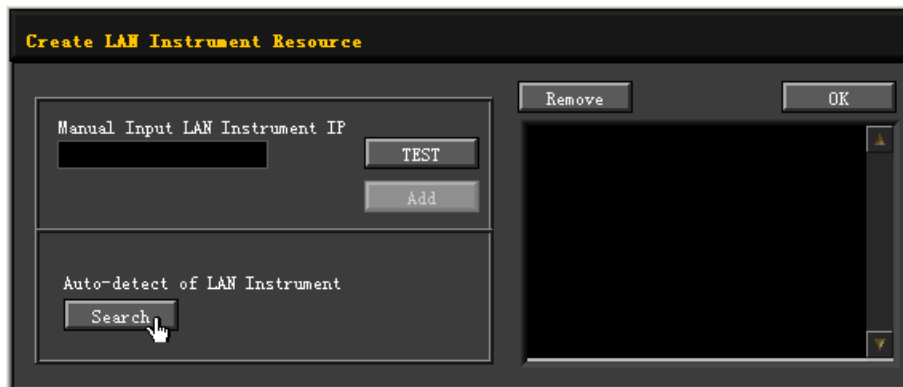 Create LAN Instrument Resource
Remove
OK
Manual Input LAN Instrument IP
TEST
Add
Auto-detect of LAN Instrument
Search